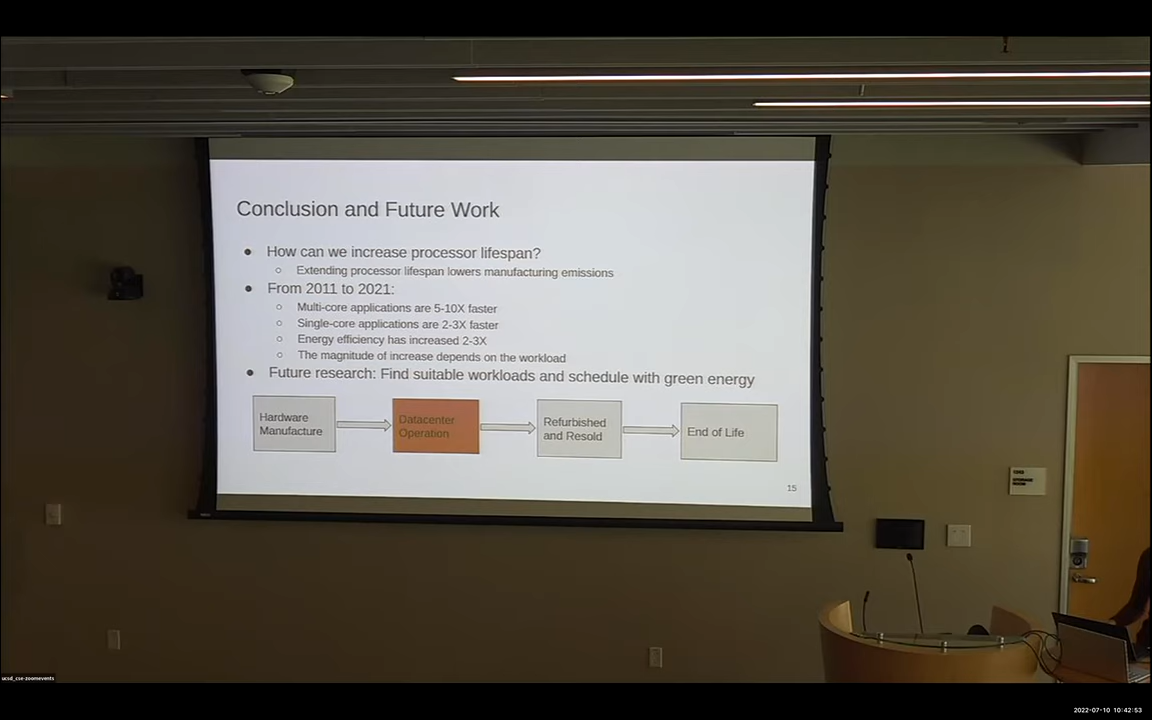 Conclusion and Future Work
How can we increase processor lifespan?
Extending processor lifespan lowers manufacturing emissions
From 2011 to 2021:
Multi-core applications are 5-10X faster
Single-core applications are 2-3X faster
Energy efficiency has increased 2-3X
The magnitude of increase depends on the workload
Future research: Find suitable workloads and schedule with green energy
Hardware
Manufacture
Datacenter
Operation
Refurbished
and Resold
End of Life
15
ucsd_cse-zoomevents
2022-07-10 10:42:53